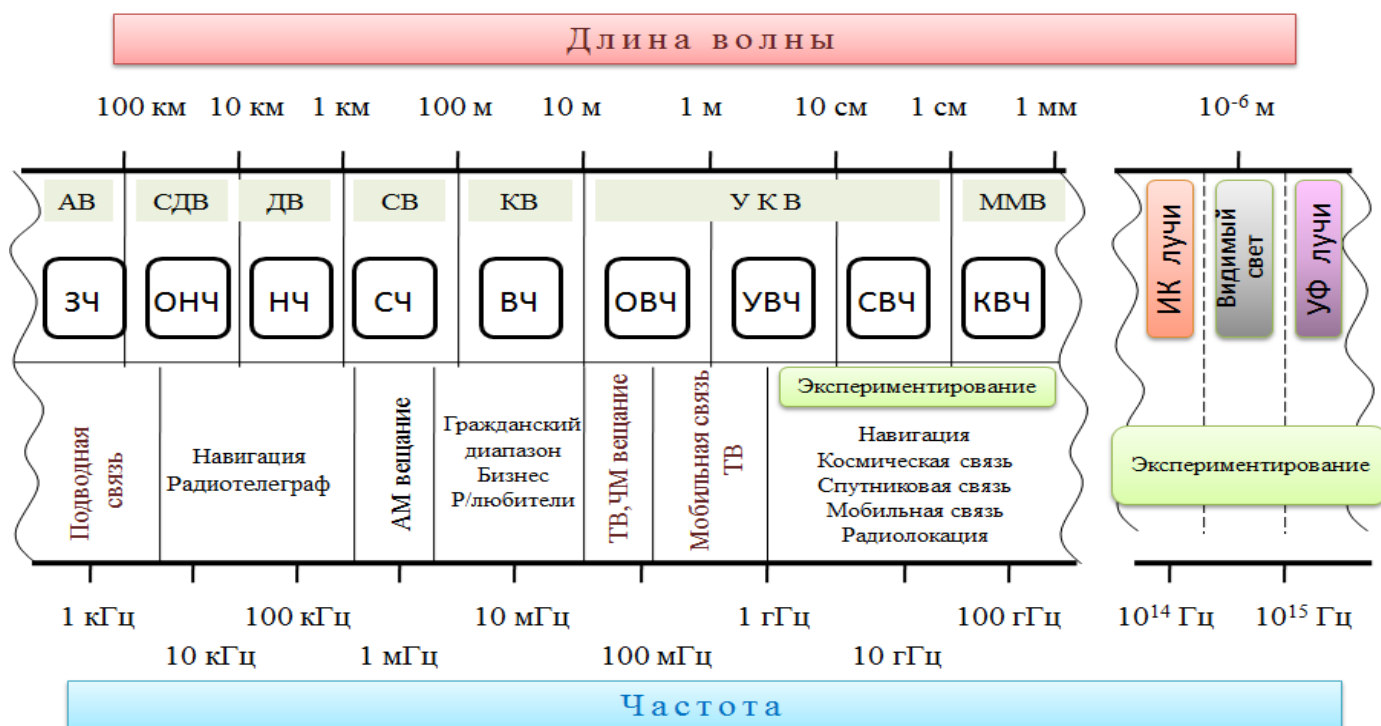 Длина волны
100 км 10 км 1 км 100 м 10 м 1 м 10 см 1 см 1 мм 10⁻⁶ м
АВ СДВ ДВ СВ КВ УКВ ММВ
ЗЧ ОНЧ НЧ СЧ ВЧ ОВЧ УВЧ СВЧ КВЧ
ИК лучи
Видимый
свет
УФ лучи
Подводная
связь
Навигация
Радиотелеграф
АМ вещание
Гражданский
диапазон
Бизнес
Р/любители
ТВ, ЧМ вещание
Мобильная связь
ТВ
Экспериментирование
Навигация
Космическая связь
Спутниковая связь
Мобильная связь
Радиолокация
Экспериментирование
1 кГц 100 кГц 10 мГц 1 гГц 100 гГц 10¹⁴ Гц 10¹⁵ Гц
10 кГц 1 мГц 100 мГц 10 гГц
Частота